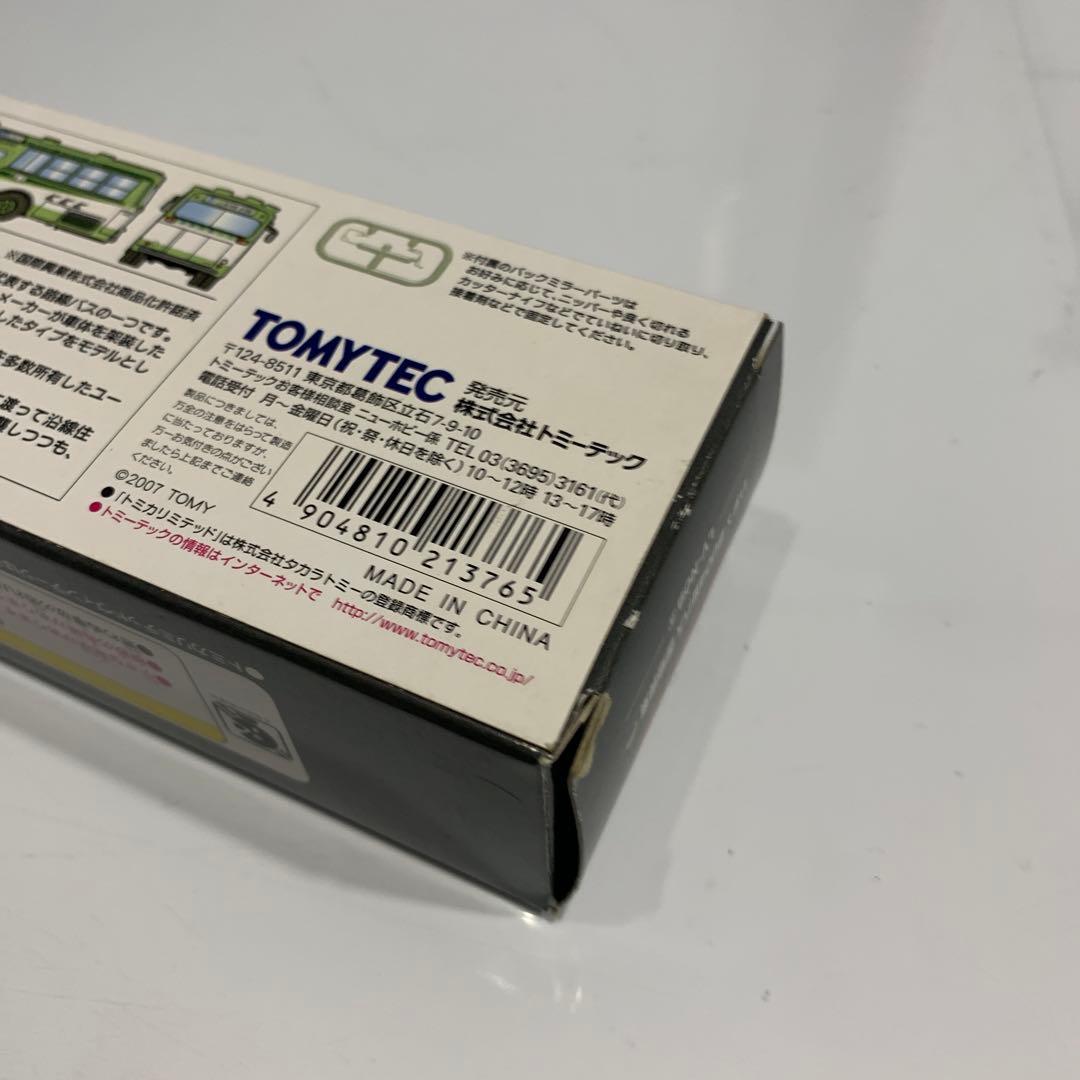 ※国際興業株式会社商品化許諾済
表する路線バスの一つです。
メーカーが車体を架装した
したタイプをモデルとし
を多数所有したユー
渡って沿線住
躍しつつも、
※付属のバックミラーパーツは
お好みに応じて、ニッパーや良く切れる
カッターナイフなどでていねいに切り取り、
接着剤などで固定してください。
TOMYTEC 発売元 株式会社トミーテック
〒124-8511 東京都葛飾区立石7-9-10
トミーテックお客様相談室 ニューホビー係 TEL 03(3695)3161(代)
電話受付 月〜金曜日(祝・祭・休日を除く)10〜12時 13〜17時
製品につきましては、
万全の注意をはらって製造
に当たっておりますが、
万一お気付きの点がござい
ましたら上記までご連絡
ください。
4 904810 213765
©2007 TOMY
MADE IN CHINA
●「トミカリミテッド」は株式会社タカラトミーの登録商標です。
●トミーテックの情報はインターネットで http://www.tomytec.co.jp/